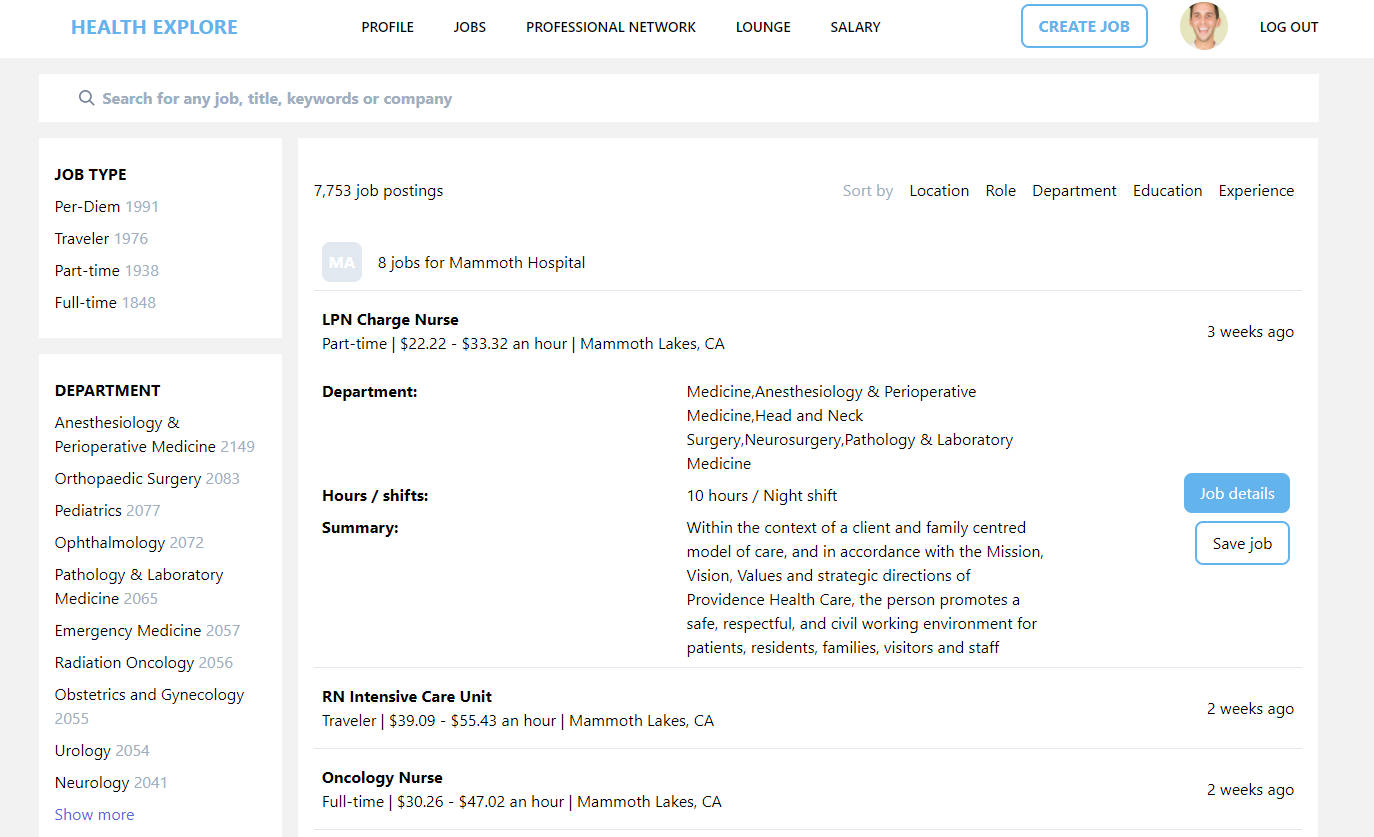 HEALTH EXPLORE
PROFILE
JOBS
PROFESSIONAL NETWORK
LOUNGE
SALARY
CREATE JOB
LOG OUT
Search for any job, title, keywords or company
JOB TYPE
Per-Diem 1991
Traveler 1976
Part-time 1938
Full-time 1848
DEPARTMENT
Anesthesiology &
Perioperative Medicine 2149
Orthopaedic Surgery 2083
Pediatrics 2077
Ophthalmology 2072
Pathology & Laboratory
Medicine 2065
Emergency Medicine 2057
Radiation Oncology 2056
Obstetrics and Gynecology
2055
Urology 2054
Neurology 2041
Show more
7,753 job postings
Sort by Location Role Department Education Experience
MA
8 jobs for Mammoth Hospital
LPN Charge Nurse
Part-time | $22.22 - $33.32 an hour | Mammoth Lakes, CA
3 weeks ago
Department:
Medicine,Anesthesiology & Perioperative
Medicine,Head and Neck
Surgery,Neurosurgery,Pathology & Laboratory
Medicine
Hours / shifts:
10 hours / Night shift
Summary:
Within the context of a client and family centred
model of care, and in accordance with the Mission,
Vision, Values and strategic directions of
Providence Health Care, the person promotes a
safe, respectful, and civil working environment for
patients, residents, families, visitors and staff
Job details
Save job
RN Intensive Care Unit
Traveler | $39.09 - $55.43 an hour | Mammoth Lakes, CA
2 weeks ago
Oncology Nurse
Full-time | $30.26 - $47.02 an hour | Mammoth Lakes, CA
2 weeks ago